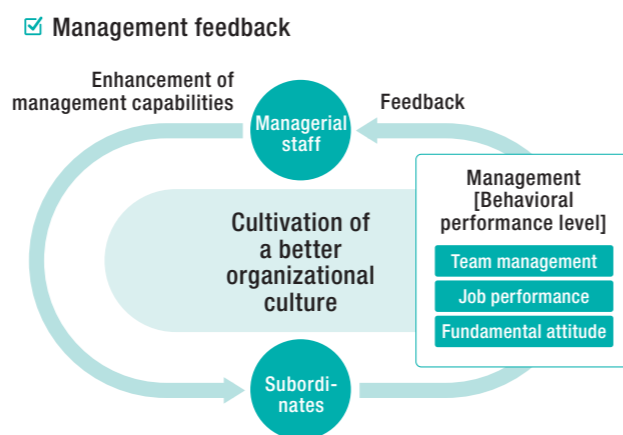 Management feedback
Enhancement of
management capabilities
Managerial
staff
Feedback
Management
[Behavioral
performance level]
Team management
Job performance
Fundamental attitude
Cultivation of
a better
organizational
culture
Subordi-
nates